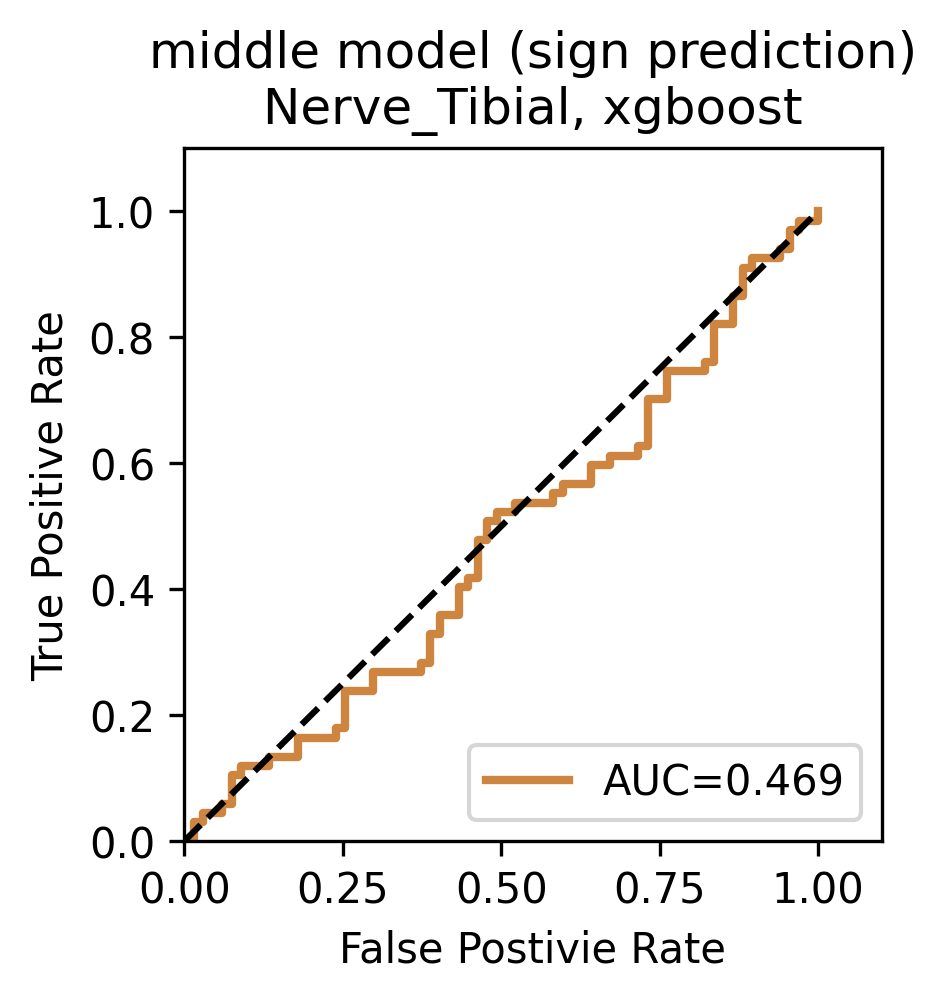 middle model (sign prediction)
Nerve_Tibial, xgboost
True Positive Rate
1.0
0.8
0.6
0.4
0.2
0.0
AUC=0.469
0.00 0.25 0.50 0.75 1.00
False Postivie Rate